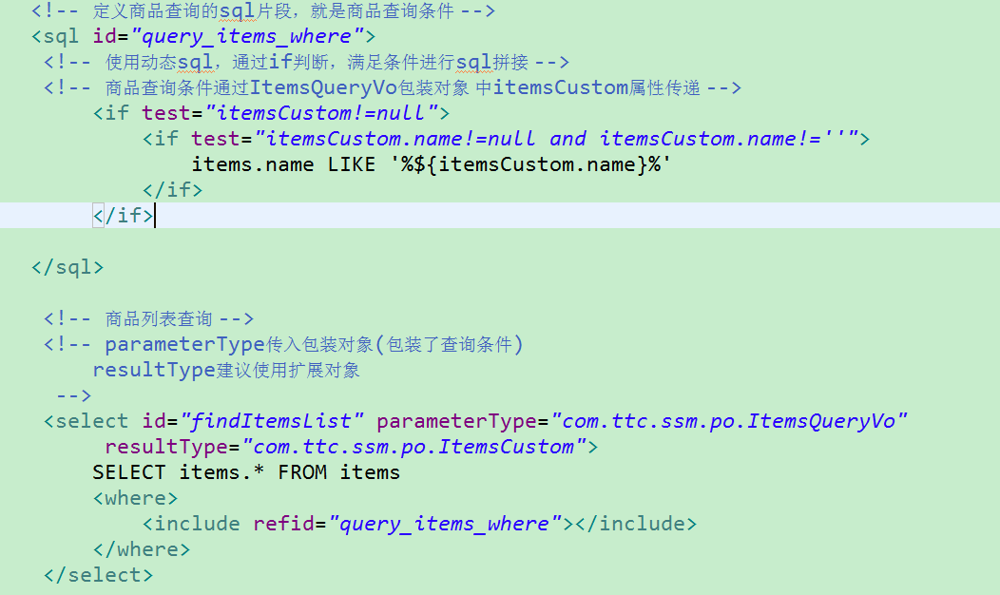 <!-- 定义商品查询的sql片段，就是商品查询条件 -->
<sql id="query_items_where">
<!-- 使用动态sql，通过if判断，满足条件进行sql拼接 -->
<!-- 商品查询条件通过ItemsQueryVo包装对象 中itemsCustom属性传递 -->
<if test="itemsCustom!=null">
<if test="itemsCustom.name!=null and itemsCustom.name!=''">
items.name LIKE '%${itemsCustom.name}%'
</if>
</if>
</sql>
<!-- 商品列表查询 -->
<!-- parameterType传入包装对象(包装了查询条件)
resultType建议使用扩展对象
-->
<select id="findItemsList" parameterType="com.ttc.ssm.po.ItemsQueryVo"
resultType="com.ttc.ssm.po.ItemsCustom">
SELECT items.* FROM items
<where>
<include refid="query_items_where"></include>
</where>
</select>